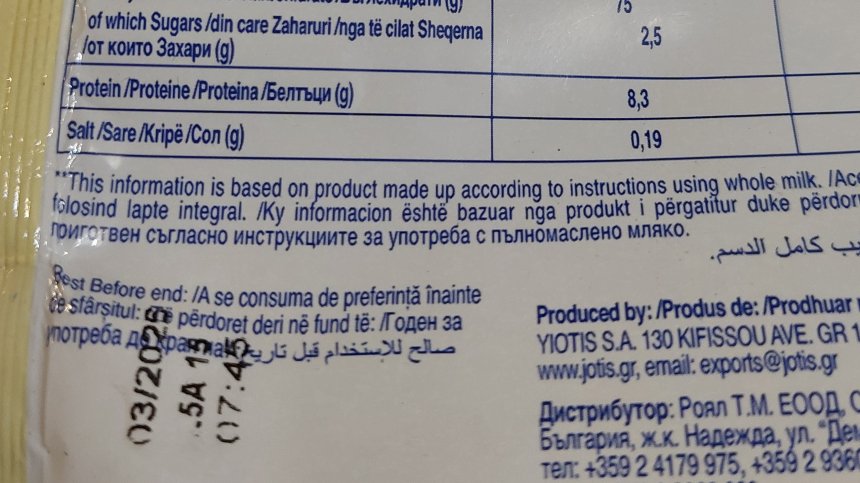 (g)
75
of which Sugars /din care Zaharuri /nga të cilat Sheqerna
/от които Захари (g)
2,5
Protein /Proteine /Proteina /Белтъци (g)
8,3
Salt /Sare /Kripë /Сол (g)
0,19
**This information is based on product made up according to instructions using whole milk. /Acc
folosind lapte integral. /Ky informacion është bazuar nga produkt i përgatitur duke përdor
приготвен съгласно инструкциите за употреба с пълномаслено мляко.
كامل الدسم.
Best Before end: /A se consuma de preferință înainte
de sfârșitul: përdoret deri në fund të: /Годен за
употреба до края на
صالح للإستخدام قبل تاريخ
03/2025
07:45
Produced by: /Produs de: /Prodhuar
YIOTIS S.A. 130 KIFISSOU AVE. GR 1
www.jotis.gr, email: exports@jotis.gr
Дистрибутор: Роял Т.М. ЕООД,
България, ж.к. Надежда, ул.
тел: +359 2 4179 975, +359 2 936